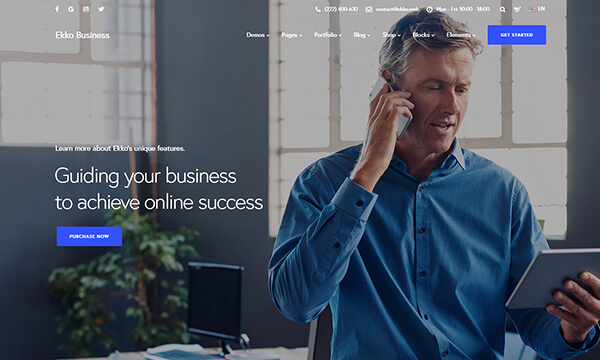 (222) 400-630 contact@ekko.web Mon - Fri: 10:00 - 18:00 EN
Ekko Business Demos Pages Portfolio Blog Shop Blocks Elements GET STARTED
Learn more about Ekko's unique features.
Guiding your business
to achieve online success
PURCHASE NOW